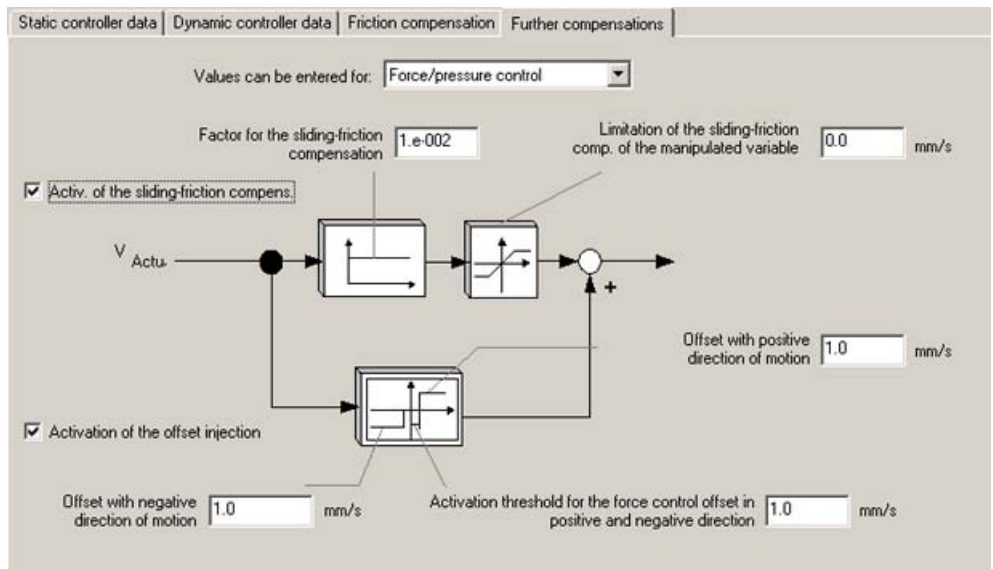 Static controller data Dynamic controller data Friction compensation Further compensations
Values can be entered for: Force/pressure control
Factor for the sliding-friction
compensation 1.e-002
Limitation of the sliding-friction
comp. of the manipulated variable 0.0 mm/s
Activ. of the sliding-friction compens.
V Actu.
+
Offset with positive
direction of motion 1.0 mm/s
Activation of the offset injection
Offset with negative
direction of motion 1.0 mm/s
Activation threshold for the force control offset in
positive and negative direction 1.0 mm/s